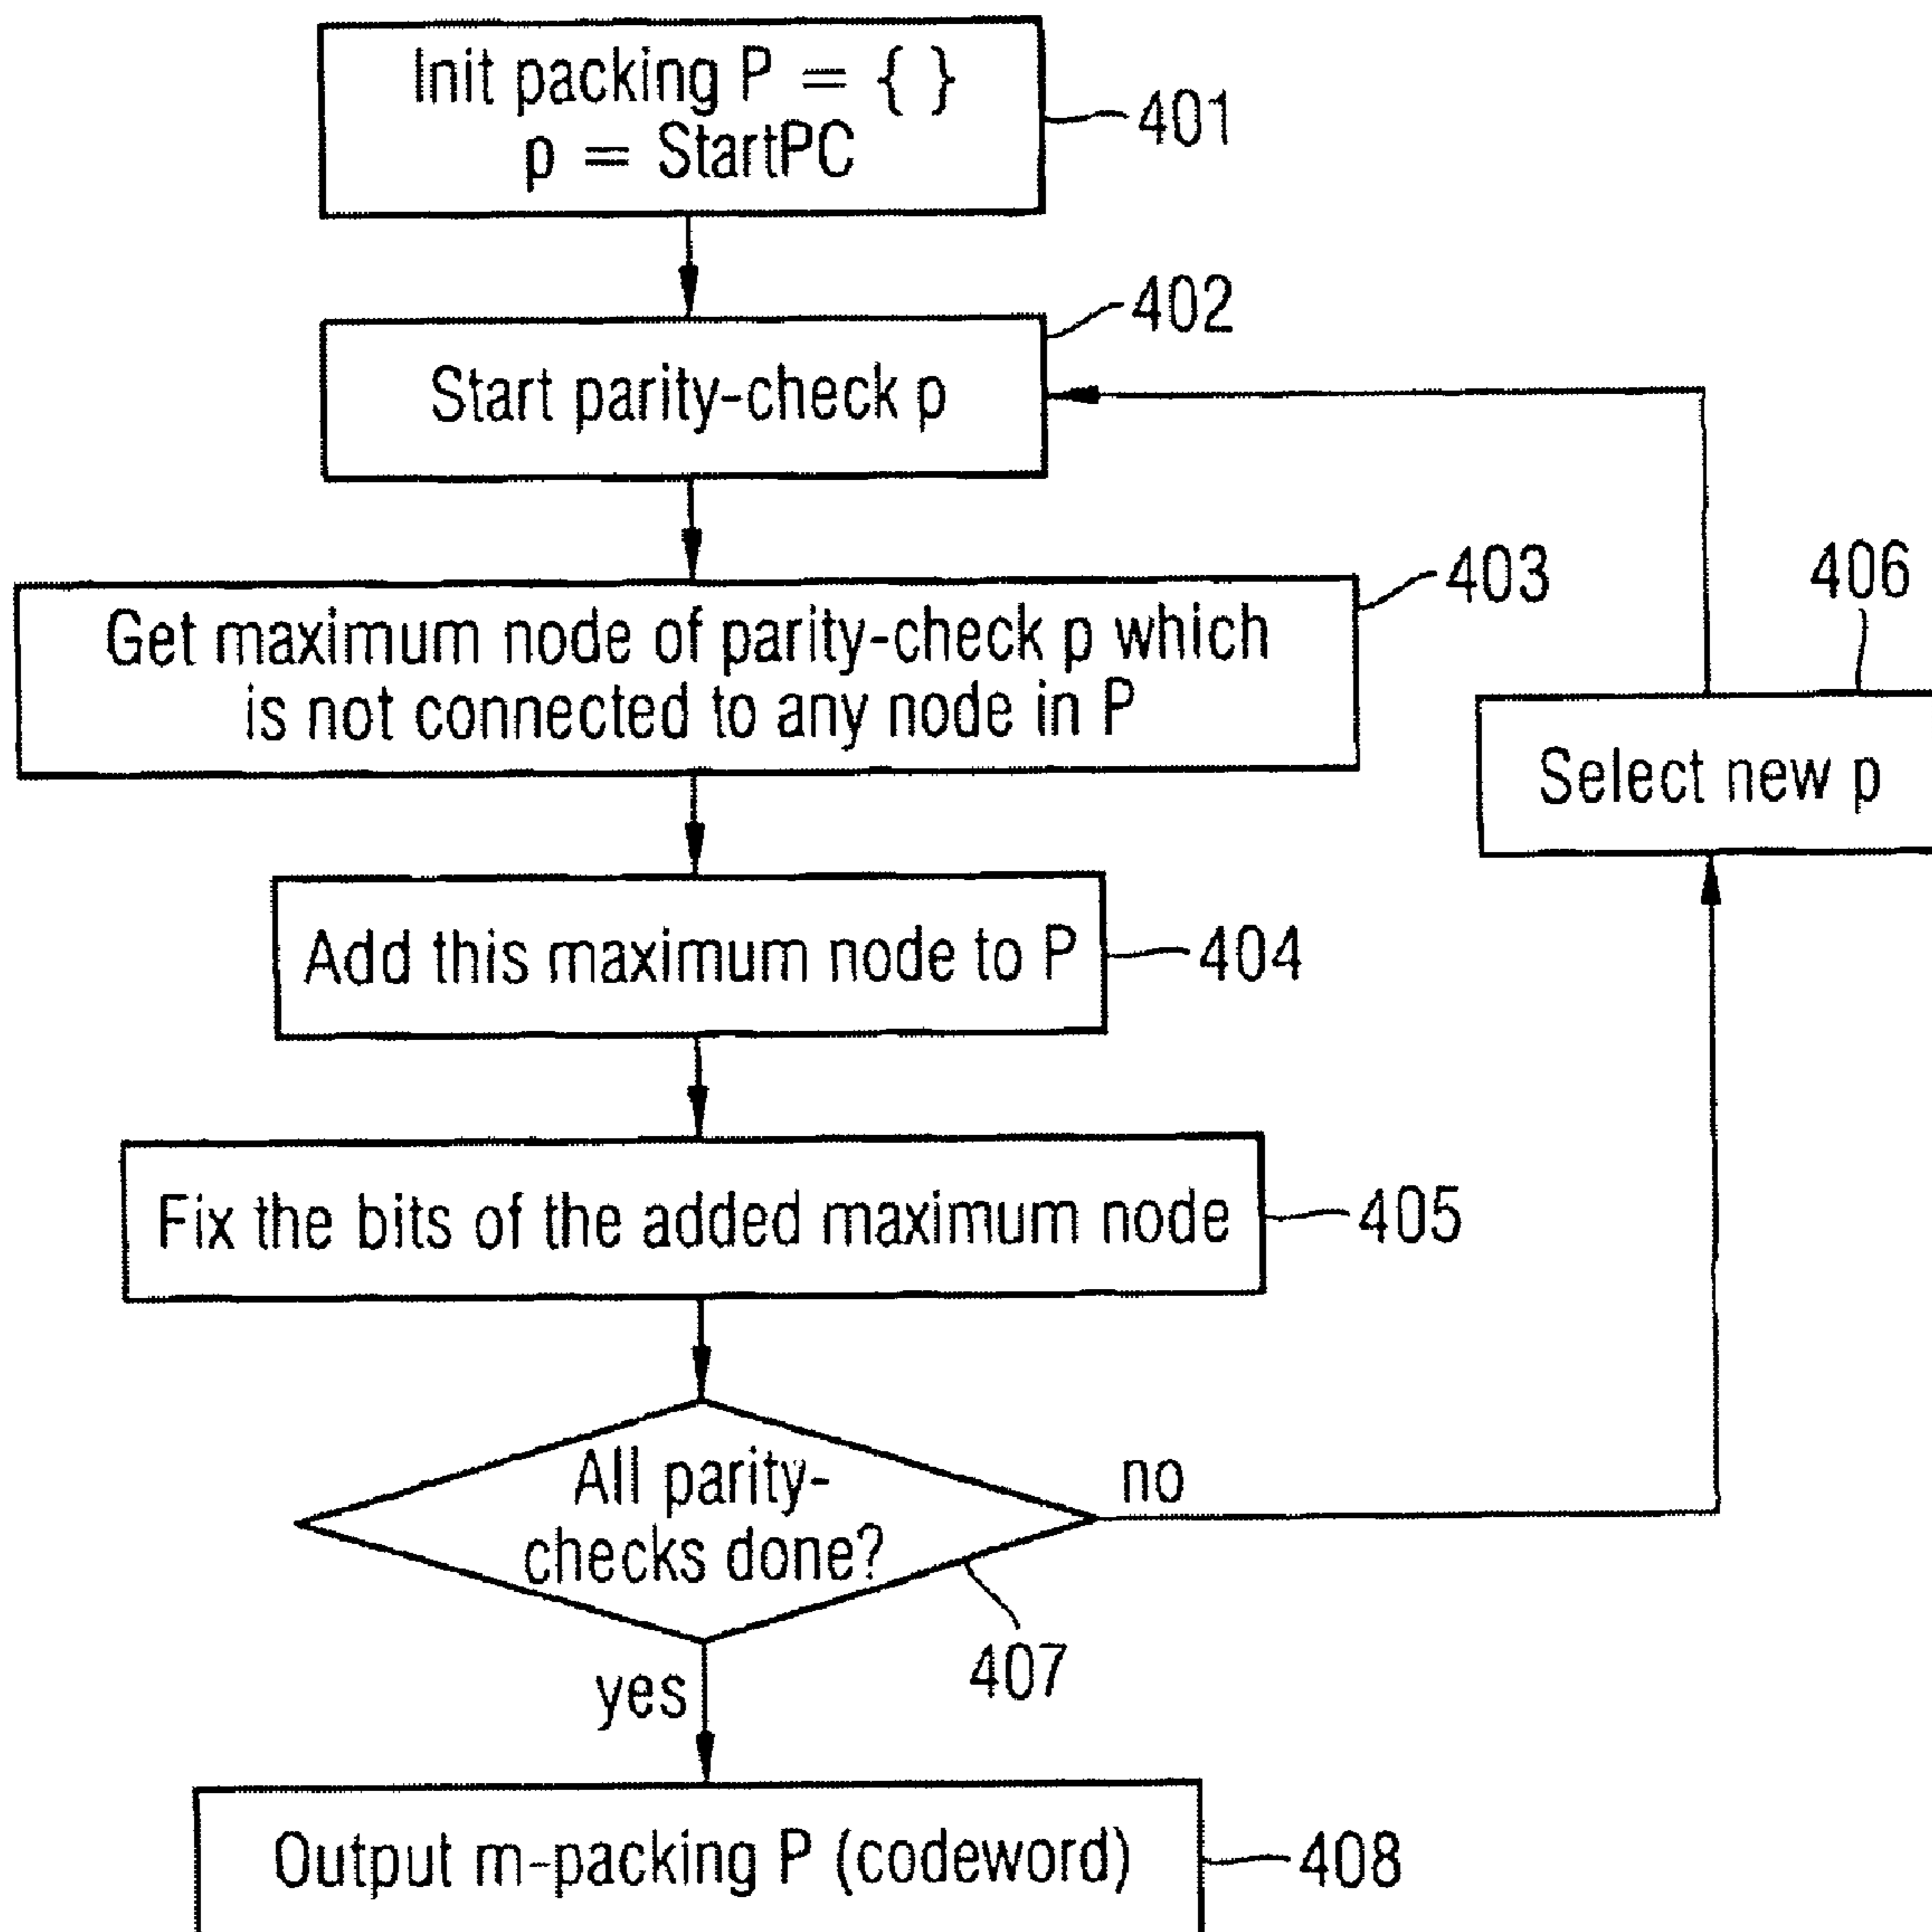 Init packing P = { }
p = StartPC
401
402
Start parity-check p
403
Get maximum node of parity-check p which
is not connected to any node in P
406
Select new p
Add this maximum node to P
404
Fix the bits of the added maximum node
405
All parity-
checks done?
no
407
yes
Output m-packing P (codeword)
408